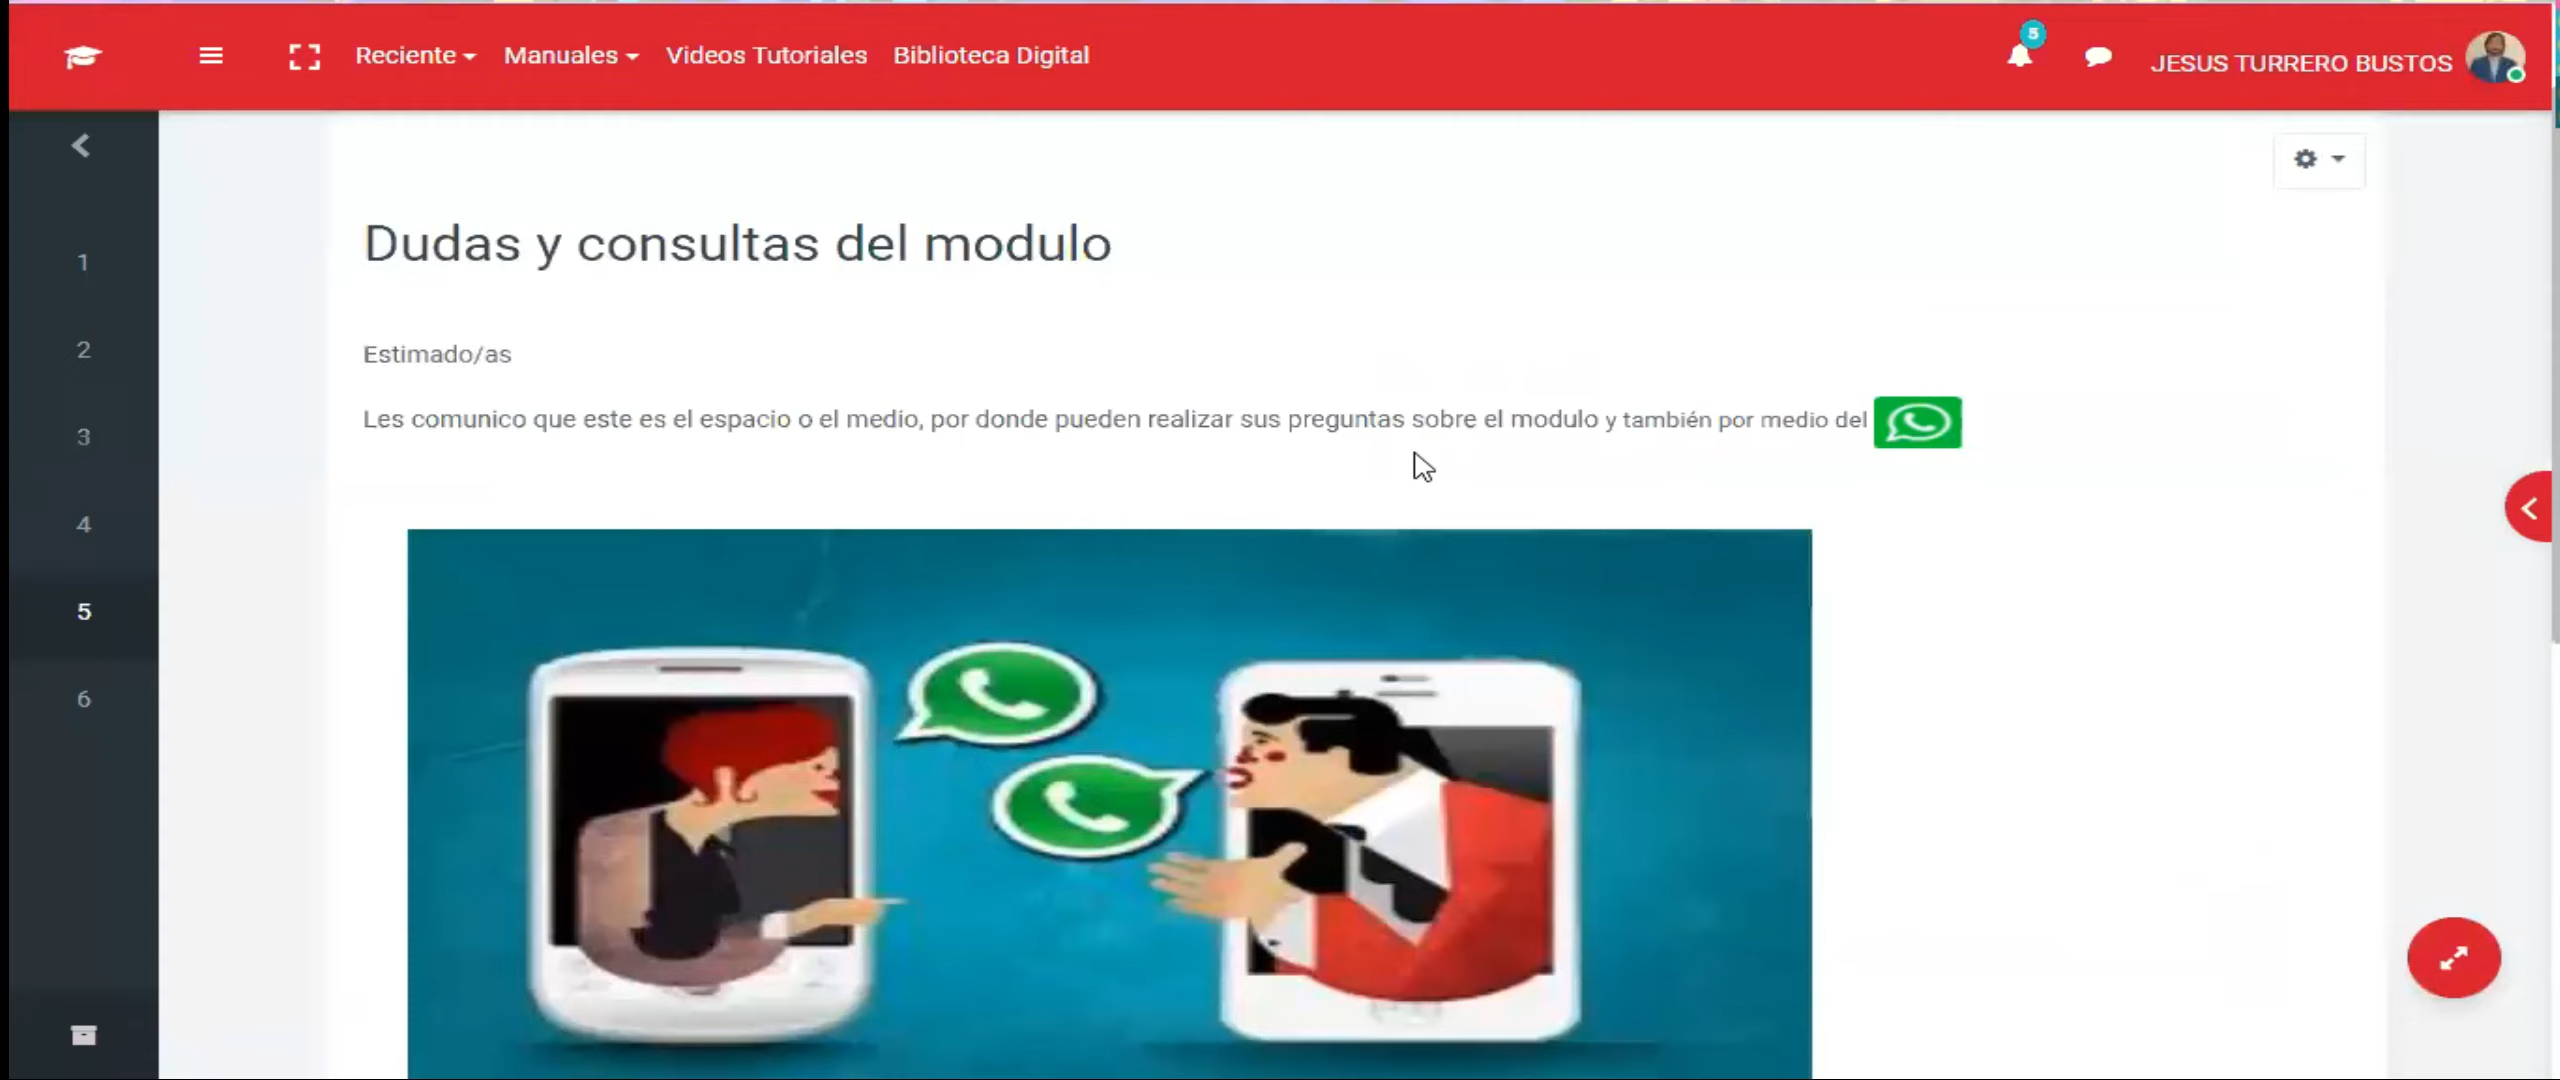 Reciente Manuales Videos Tutoriales Biblioteca Digital 5 JESUS TURRERO BUSTOS
1
Dudas y consultas del modulo
2
Estimado/as
3
Les comunico que este es el espacio o el medio, por donde pueden realizar sus preguntas sobre el modulo y también por medio del
4
5
6